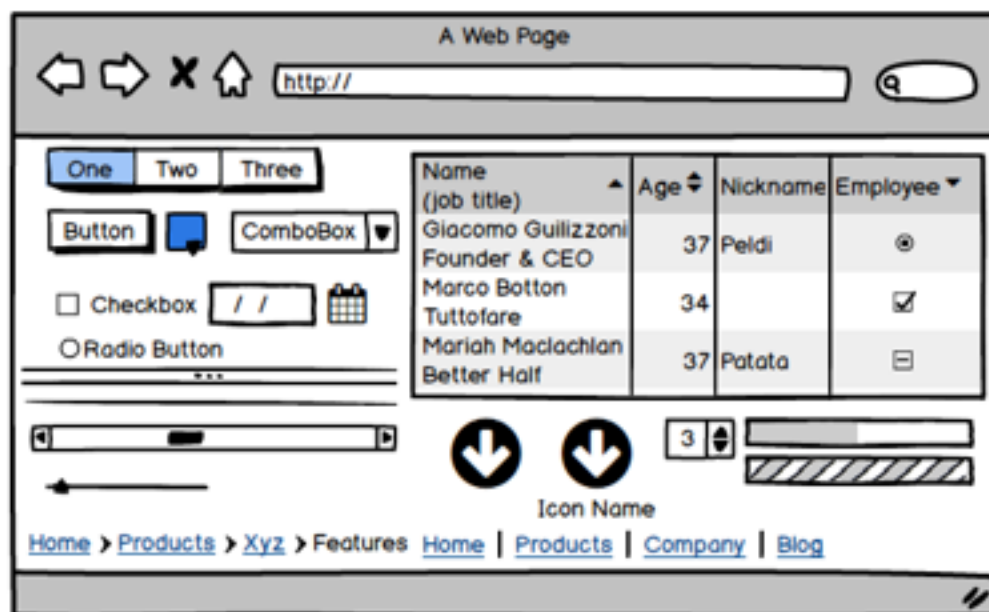 A Web Page
http://
One Two Three
Button ComboBox
Checkbox / /
Radio Button
Name
(job title) Age Nickname Employee
Giacomo Guilizzoni
Founder & CEO 37 Peldi
Marco Botton
Tuttofare 34
Mariah Maclachlan
Better Half 37 Patata
3
Icon Name
Home > Products > Xyz > Features
Home | Products | Company | Blog